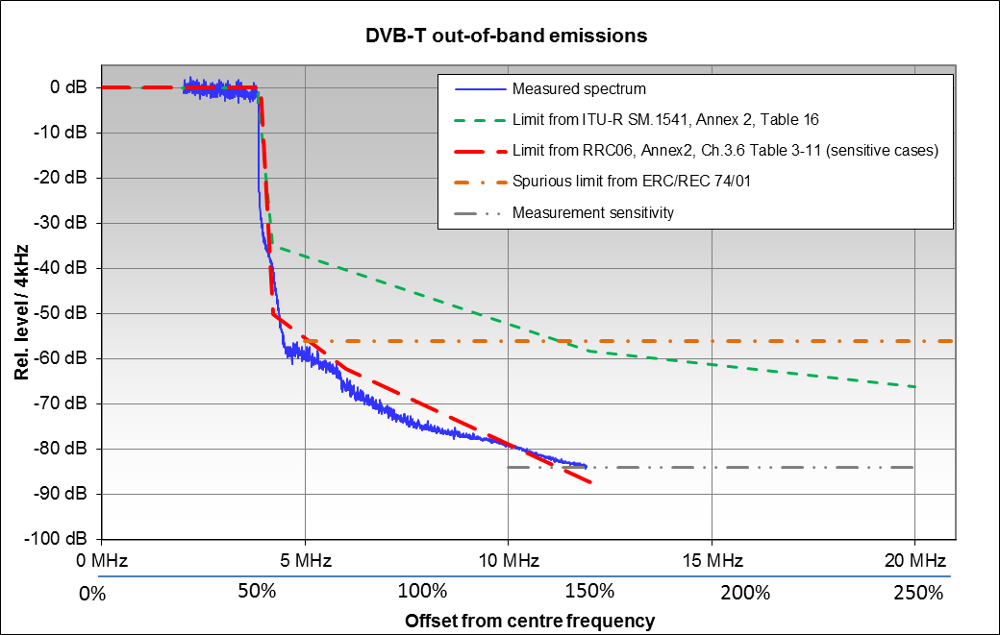 DVB-T out-of-band emissions
Measured spectrum
Limit from ITU-R SM.1541, Annex 2, Table 16
Limit from RRC06, Annex2, Ch.3.6 Table 3-11 (sensitive cases)
Spurious limit from ERC/REC 74/01
Measurement sensitivity
Rel. level / 4kHz
0 dB
-10 dB
-20 dB
-30 dB
-40 dB
-50 dB
-60 dB
-70 dB
-80 dB
-90 dB
-100 dB
0 MHz 5 MHz 10 MHz 15 MHz 20 MHz
0% 50% 100% 150% 200% 250%
Offset from centre frequency